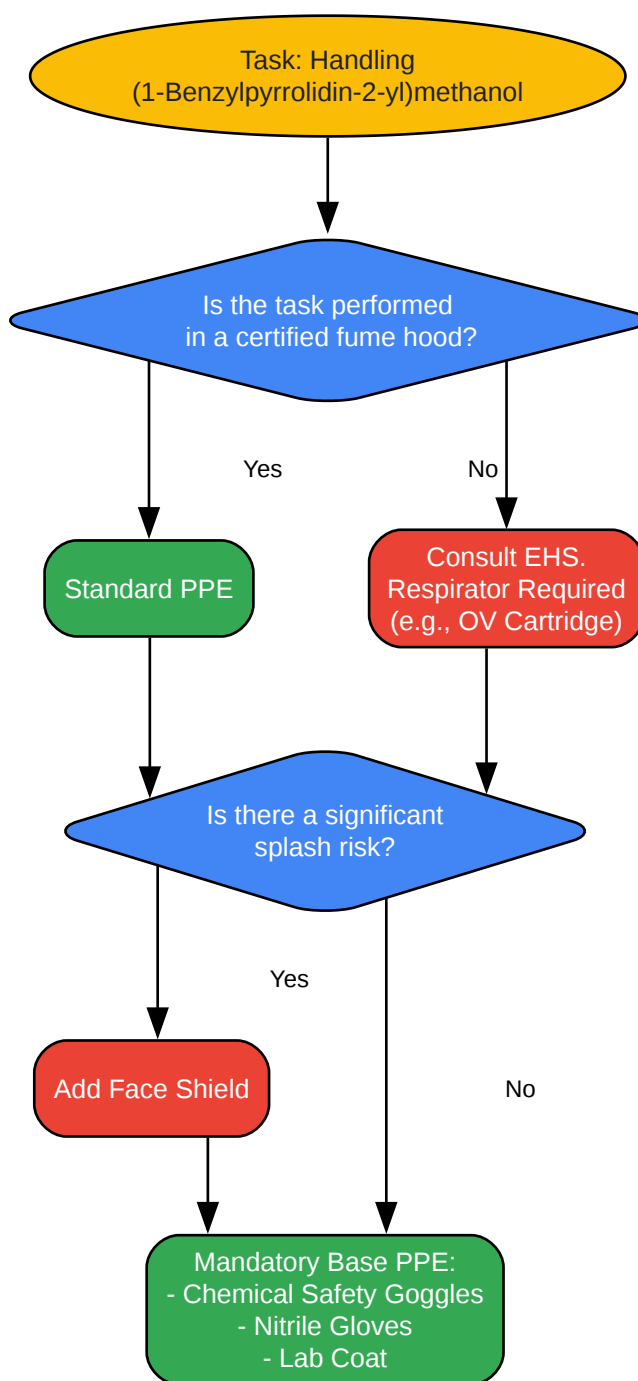 Task: Handling
(1-Benzylpyrrolidin-2-yl)methanol
Is the task performed
in a certified fume hood?
Yes
No
Standard PPE
Consult EHS.
Respirator Required
(e.g., OV Cartridge)
Is there a significant
splash risk?
Yes
No
Add Face Shield
Mandatory Base PPE:
- Chemical Safety Goggles
- Nitrile Gloves
- Lab Coat